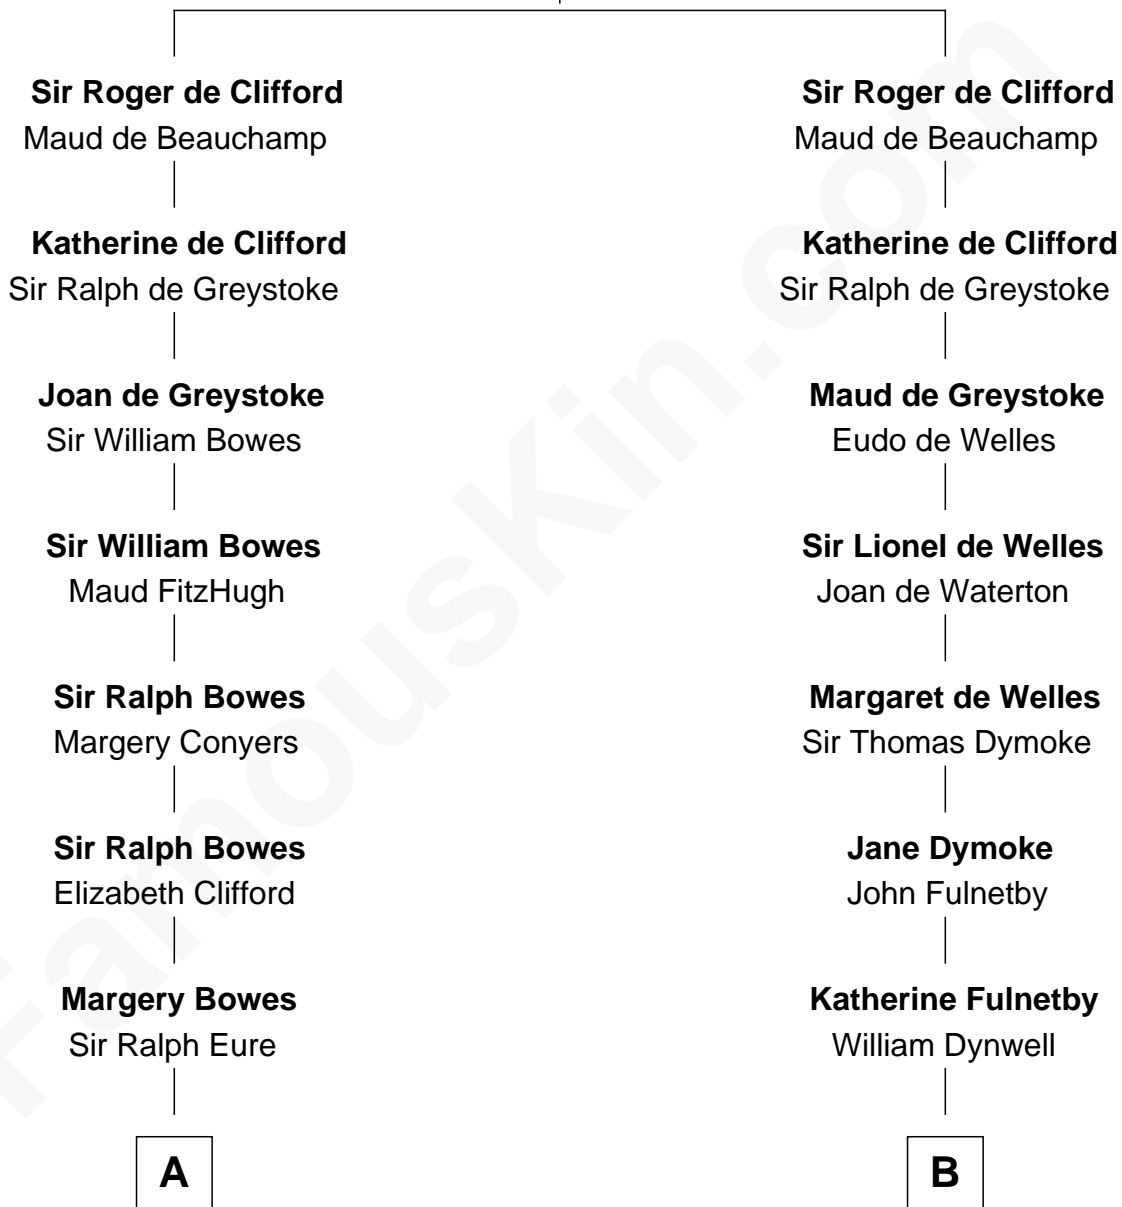 Sir Roger de Clifford
Maud de Beauchamp
Katherine de Clifford
Sir Ralph de Greystoke
Joan de Greystoke
Sir William Bowes
Sir William Bowes
Maud FitzHugh
Sir Ralph Bowes
Margery Conyers
Sir Ralph Bowes
Elizabeth Clifford
Margery Bowes
Sir Ralph Eure
A
Sir Roger de Clifford
Maud de Beauchamp
Katherine de Clifford
Sir Ralph de Greystoke
Maud de Greystoke
Eudo de Welles
Sir Lionel de Welles
Joan de Waterton
Margaret de Welles
Sir Thomas Dymoke
Jane Dymoke
John Fulnetby
Katherine Fulnetby
William Dynwell
B
FamousKin.com